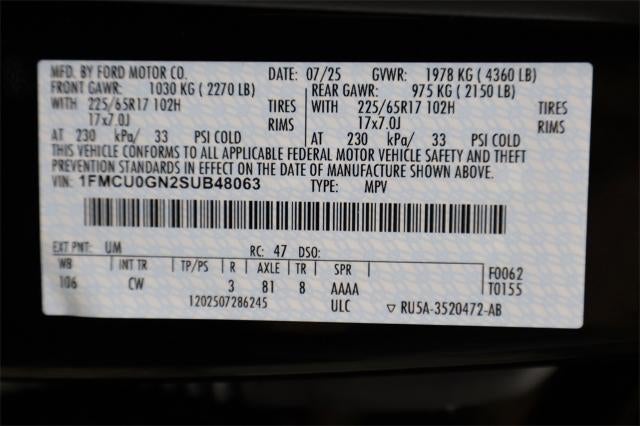 MFD. BY FORD MOTOR CO. DATE: 07/25 GVWR: 1978 KG ( 4360 LB)
FRONT GAWR: 1030 KG ( 2270 LB) REAR GAWR: 975 KG ( 2150 LB)
WITH 225/65R17 102H TIRES WITH 225/65R17 102H TIRES
17x7.0J RIMS 17x7.0J RIMS
AT 230 kPa/ 33 PSI COLD AT 230 kPa/ 33 PSI COLD
THIS VEHICLE CONFORMS TO ALL APPLICABLE FEDERAL MOTOR VEHICLE SAFETY AND THEFT
PREVENTION STANDARDS IN EFFECT ON THE DATE OF MANUFACTURE SHOWN ABOVE.
VIN: 1FMCU0GN2SUB48063 TYPE: MPV
EXT PNT: UM RC: 47 DSO:
WB INT TR TP/PS R AXLE TR SPR F0062
106 CW 3 81 8 AAAA T0155
1202507286245 ULC ▽ RU5A-3520472-AB